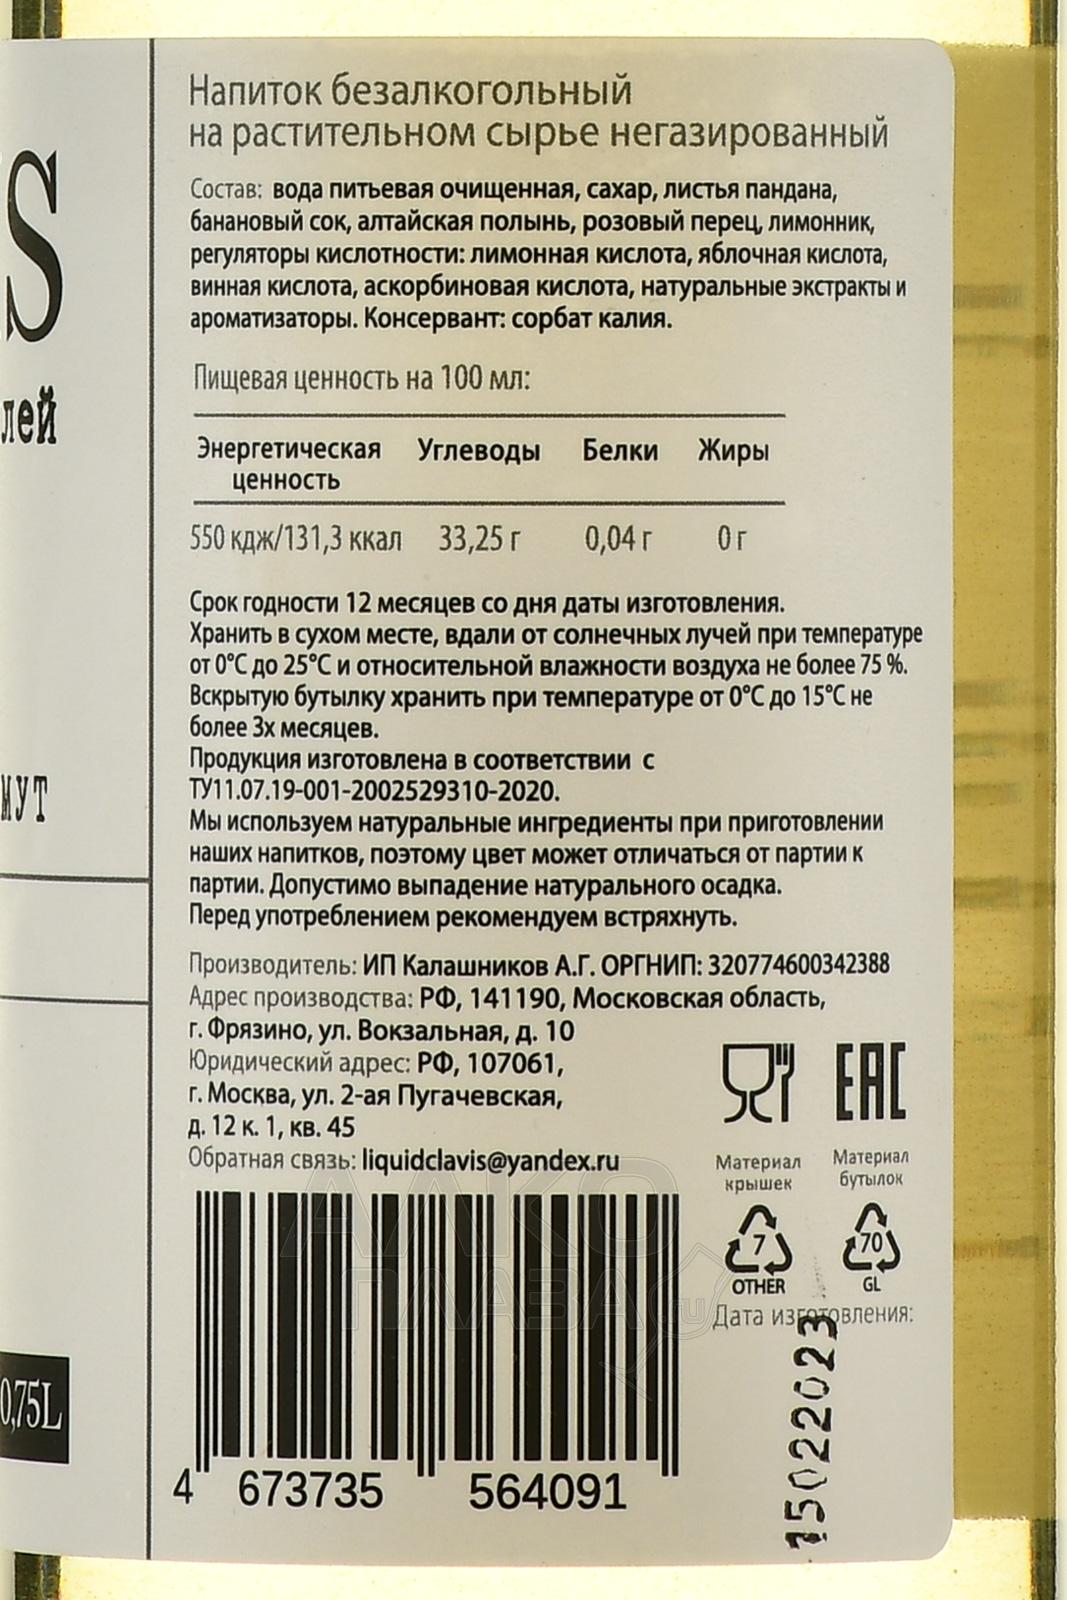 S
лей
мут
0,75L
Напиток безалкогольный
на растительном сырье негазированный
Состав: вода питьевая очищенная, сахар, листья пандана,
банановый сок, алтайская полынь, розовый перец, лимонник,
регуляторы кислотности: лимонная кислота, яблочная кислота,
винная кислота, аскорбиновая кислота, натуральные экстракты и
ароматизаторы. Консервант: сорбат калия.
Пищевая ценность на 100 мл:
Энергетическая Углеводы Белки Жиры
ценность
550 кдж/131,3 ккал 33,25 г 0,04 г 0 г
Срок годности 12 месяцев со дня даты изготовления.
Хранить в сухом месте, вдали от солнечных лучей при температуре
от 0°С до 25°С и относительной влажности воздуха не более 75 %.
Вскрытую бутылку хранить при температуре от 0°С до 15°С не
более 3х месяцев.
Продукция изготовлена в соответствии с
ТУ11.07.19-001-2002529310-2020.
Мы используем натуральные ингредиенты при приготовлении
наших напитков, поэтому цвет может отличаться от партии к
партии. Допустимо выпадение натурального осадка.
Перед употреблением рекомендуем встряхнуть.
Производитель: ИП Калашников А.Г. ОРГНИП: 320774600342388
Адрес производства: РФ, 141190, Московская область,
г. Фрязино, ул. Вокзальная, д. 10
Юридический адрес: РФ, 107061,
г. Москва, ул. 2-ая Пугачевская,
д. 12 к. 1, кв. 45
Обратная связь: liquidclavis@yandex.ru
EAC
Материал крышек
Материал бутылок
7
OTHER
70
GL
Дата изготовления:
15022023
4 673735 564091
АЛКО
ПЛАЗА.ru